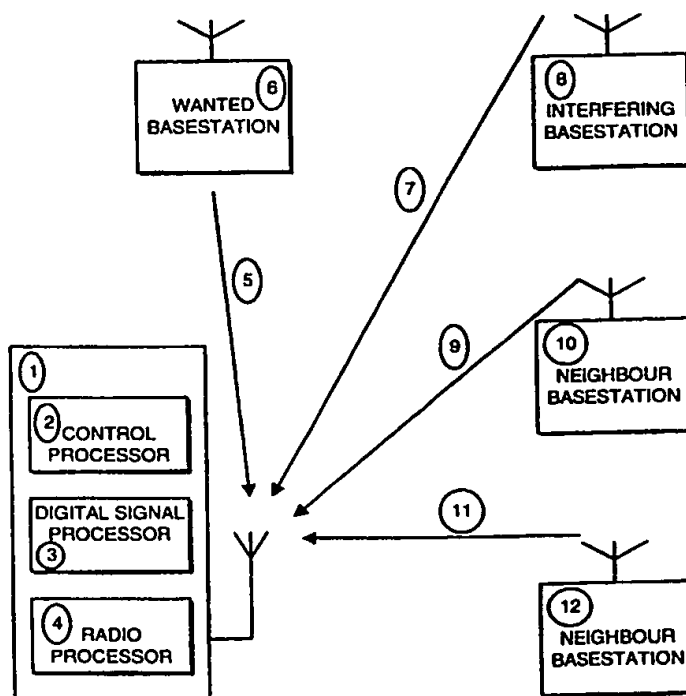 6
WANTED
BASESTATION
8
INTERFERING
BASESTATION
7
5
9
10
NEIGHBOUR
BASESTATION
1
2
CONTROL
PROCESSOR
DIGITAL SIGNAL
PROCESSOR
3
11
4
RADIO
PROCESSOR
12
NEIGHBOUR
BASESTATION